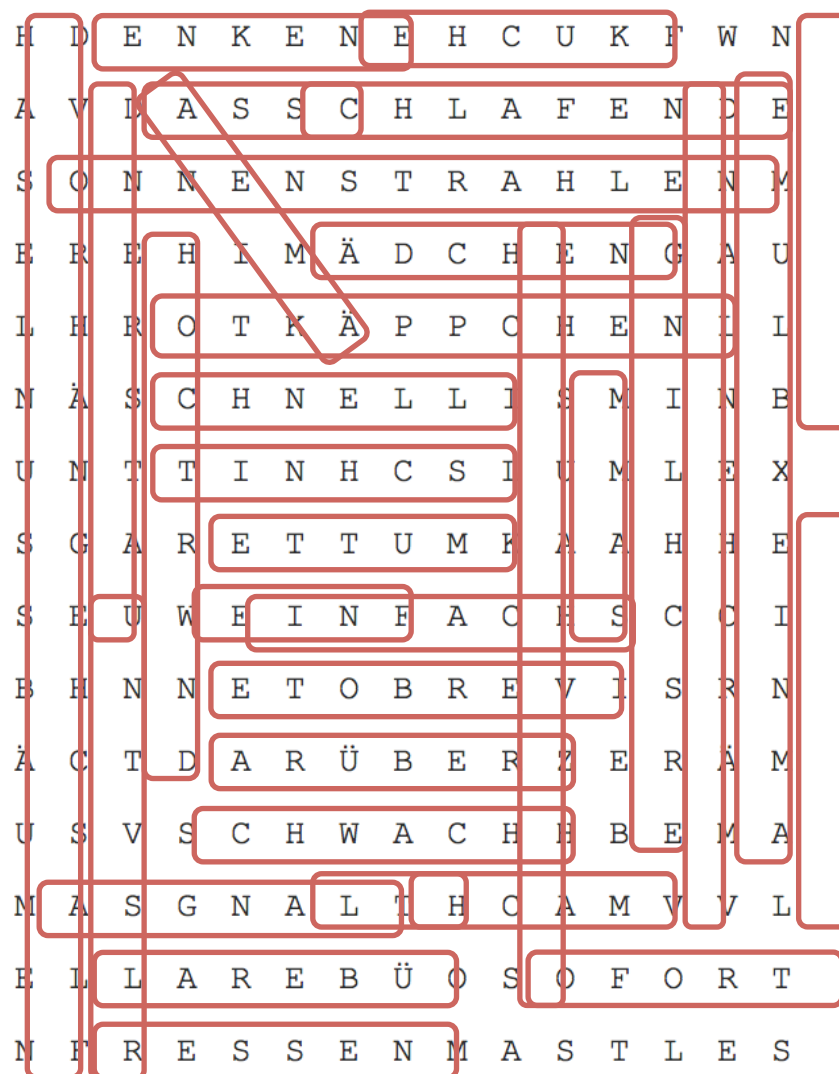 H D E N K E N E H C U K F W N
A V D A S S C H L A F E N D E
S O N N E N S T R A H L E N M
E R E H I M Ä D C H E N G A U
L H R O T K Ä P P C H E N L L
N Ä S C H N E L L I S M I N B
U N T T I N H C S I U M L E X
S G A R E T T U M K A A H H E
S E U W E I N F A C H S C C I
B H N N E T O B R E V I S R N
Ä C T D A R Ü B E R Z E R Ä M
U S V S C H W A C H H B E M A
M A S G N A L T H C A M V V L
E L L A R E B Ü O S O F O R T
N F R E S S E N M A S T L E S